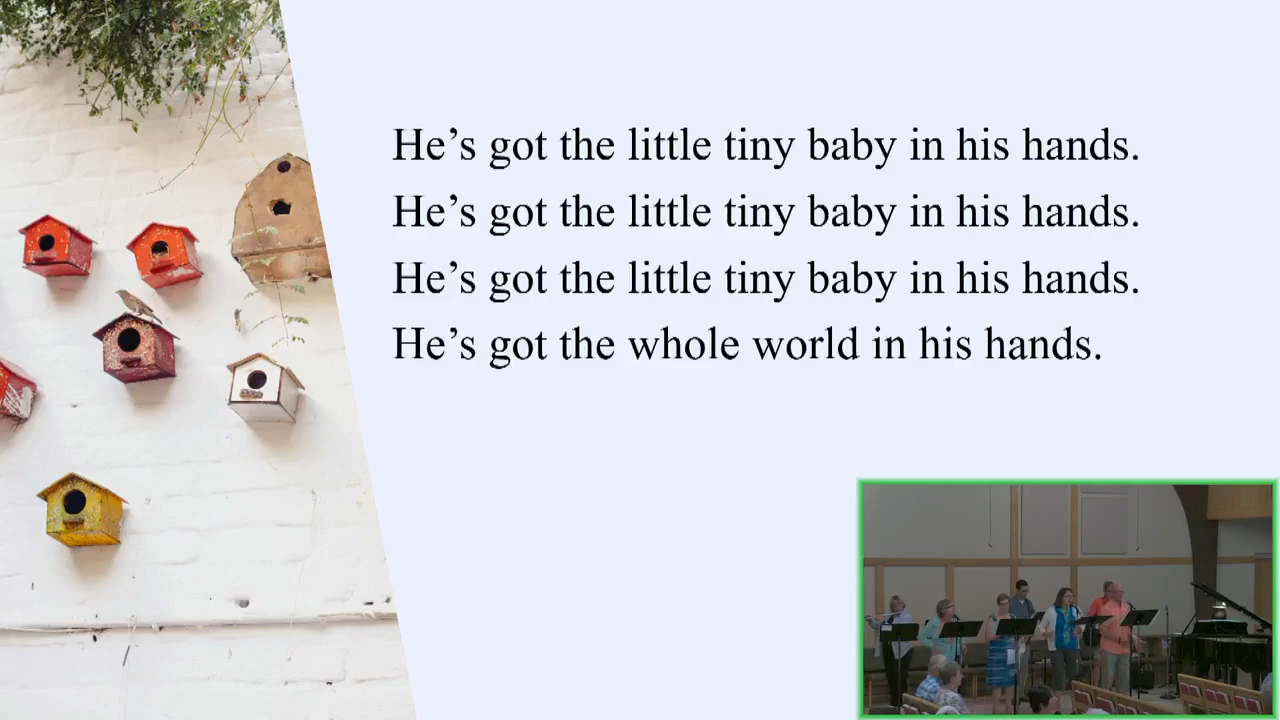 He’s got the little tiny baby in his hands.
He’s got the little tiny baby in his hands.
He’s got the little tiny baby in his hands.
He’s got the whole world in his hands.